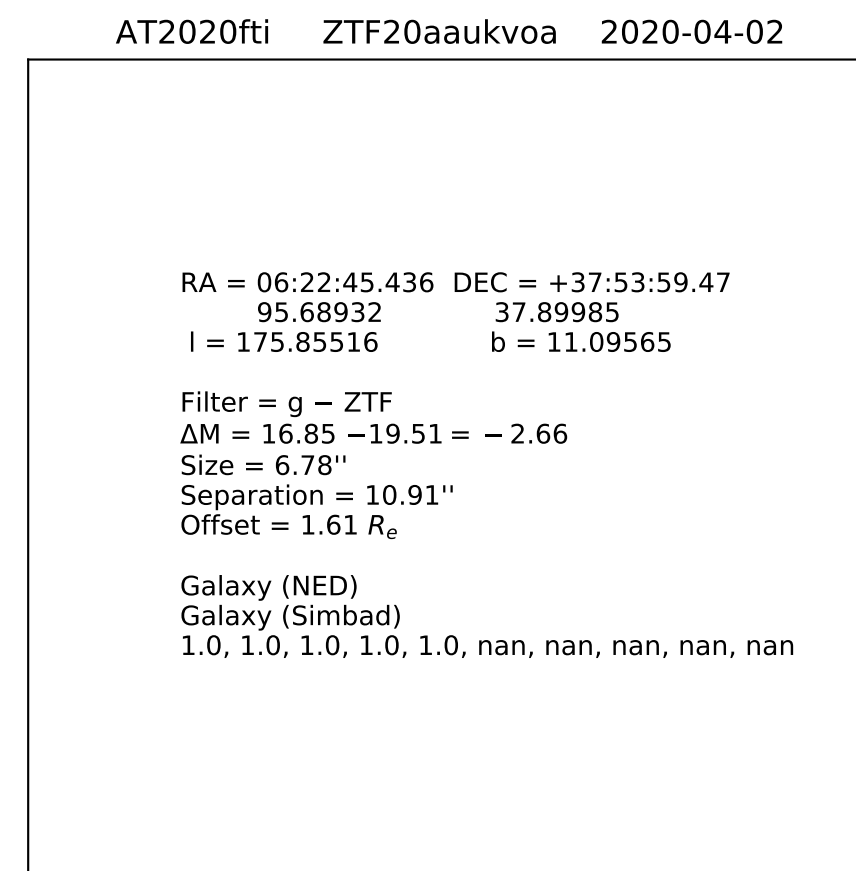 AT2020fti ZTF20aaukvoa 2020-04-02
RA = 06:22:45.436 DEC = +37:53:59.47
95.68932 37.89985
l = 175.85516 b = 11.09565
Filter = g − ZTF
ΔM = 16.85 −19.51 = −2.66
Size = 6.78''
Separation = 10.91''
Offset = 1.61 Re
Galaxy (NED)
Galaxy (Simbad)
1.0, 1.0, 1.0, 1.0, 1.0, nan, nan, nan, nan, nan